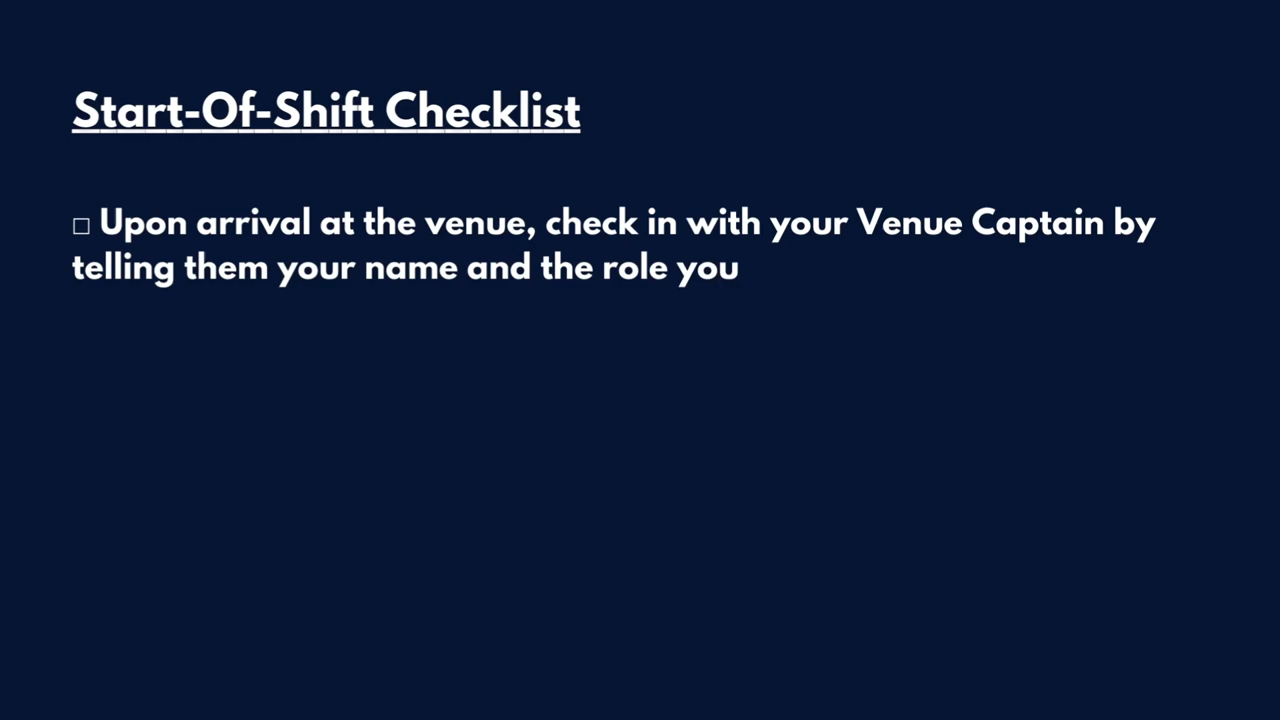 Start-Of-Shift Checklist
□ Upon arrival at the venue, check in with your Venue Captain by
telling them your name and the role you